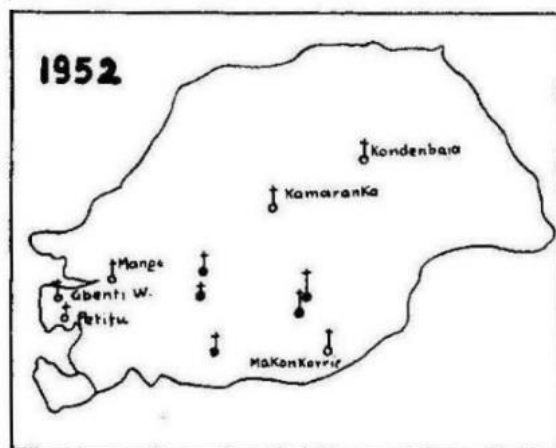 1952
Kondenbaia
Kamaranka
Mange
Gbenti W.
Petifu
Makonkorrie